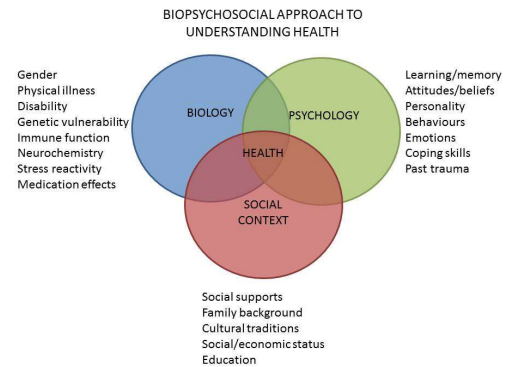 BIOPSYCHOSOCIAL APPROACH TO
UNDERSTANDING HEALTH
Gender
Physical illness
Disability
Genetic vulnerability
Immune function
Neurochemistry
Stress reactivity
Medication effects
BIOLOGY
PSYCHOLOGY
HEALTH
SOCIAL
CONTEXT
Learning/memory
Attitudes/beliefs
Personality
Behaviours
Emotions
Coping skills
Past trauma
Social supports
Family background
Cultural traditions
Social/economic status
Education